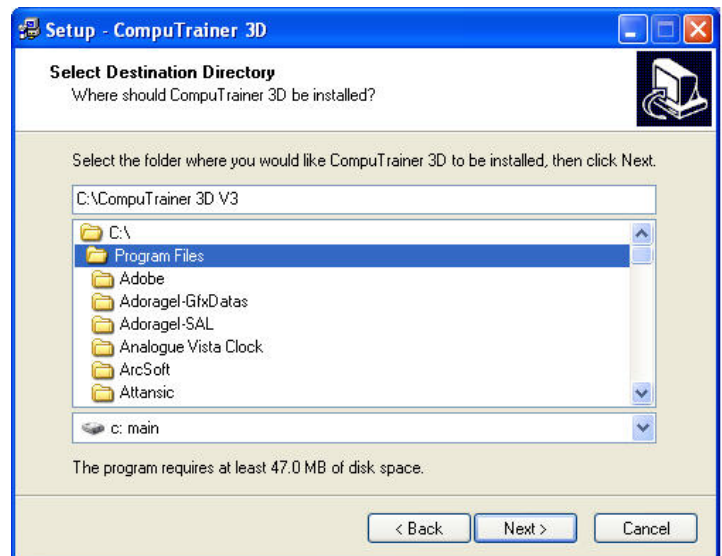 Setup - CompuTrainer 3D
Select Destination Directory
Where should CompuTrainer 3D be installed?
Select the folder where you would like CompuTrainer 3D to be installed, then click Next.
C:\CompuTrainer 3D V3
C:\
Program Files
Adobe
Adoragel-GfxDatas
Adoragel-SAL
Analogue Vista Clock
ArcSoft
Attansic
c: main
The program requires at least 47.0 MB of disk space.
< Back Next > Cancel